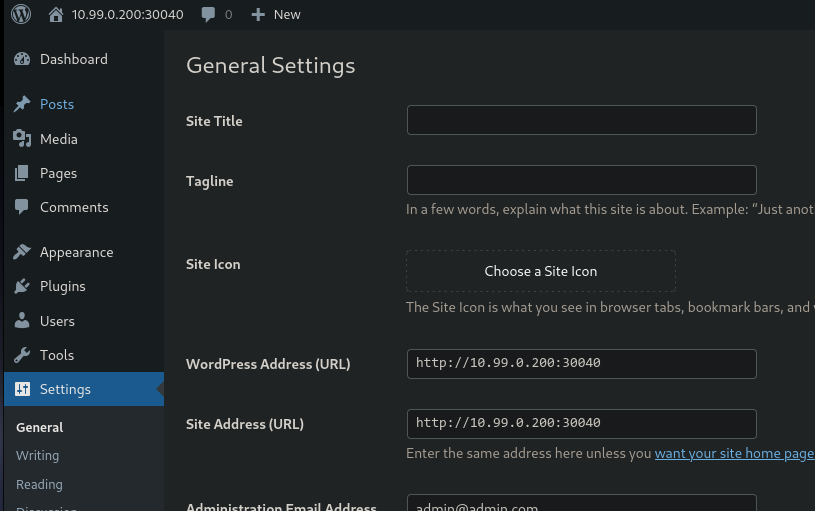 10.99.0.200:30040 0 New
Dashboard
General Settings
Posts
Site Title
Media
Pages
Tagline
Comments
In a few words, explain what this site is about. Example: “Just anot
Appearance
Site Icon
Choose a Site Icon
Plugins
The Site Icon is what you see in browser tabs, bookmark bars, and
Users
Tools
WordPress Address (URL) http://10.99.0.200:30040
Settings
Site Address (URL) http://10.99.0.200:30040
General
Writing
Enter the same address here unless you want your site home page
Reading
Administration Email Address admin@admin.com
Discussion